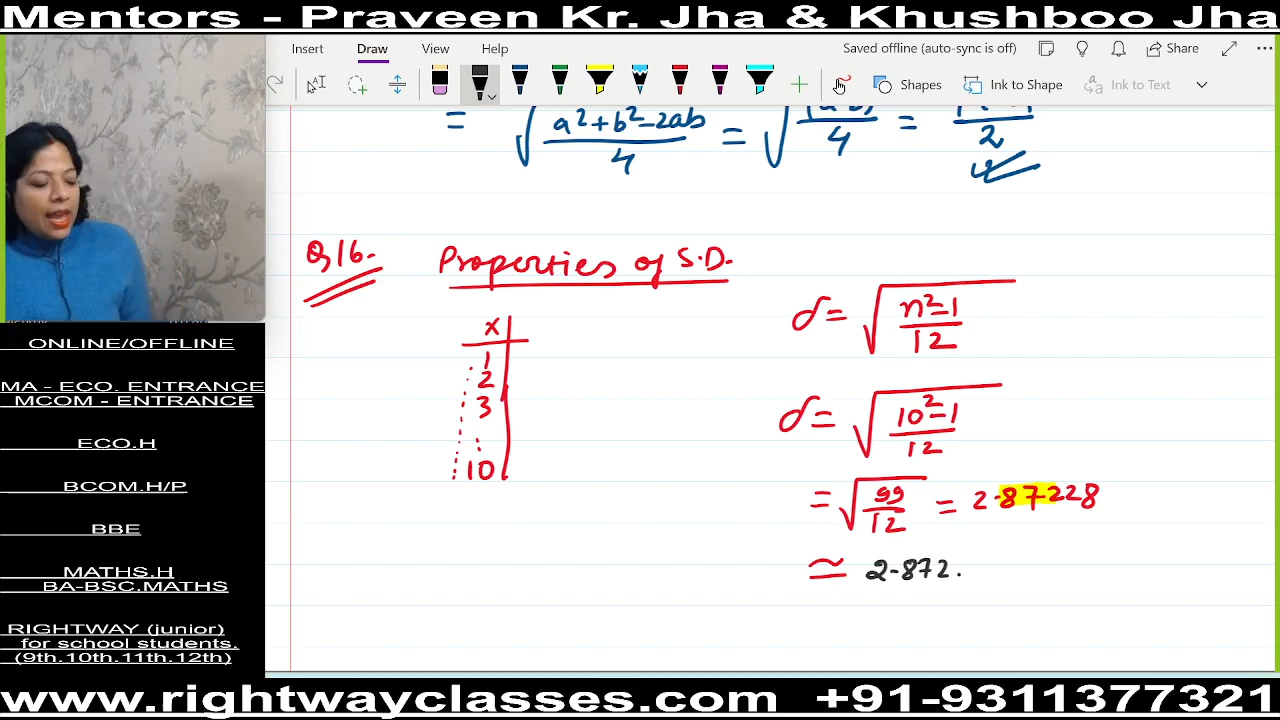 Mentors - Praveen Kr. Jha & Khushboo Jha
Insert Draw View Help Saved offline (auto-sync is off) Share
Shapes Ink to Shape Ink to Text
= √(a²+b²-2ab / 4) = √( / 4) = / 2
Q16. Properties of S.D.
x
1
2
3
10
σ = √(n²-1 / 12)
σ = √(10²-1 / 12)
= √(99 / 12) = 2.87228
≃ 2.872.
ONLINE/OFFLINE
MA - ECO. ENTRANCE
MCOM - ENTRANCE
ECO.H
BCOM.H/P
BBE
MATHS.H
BA-BSC.MATHS
RIGHTWAY (junior)
for school students.
(9th.10th.11th.12th)
www.rightwayclasses.com +91-9311377321